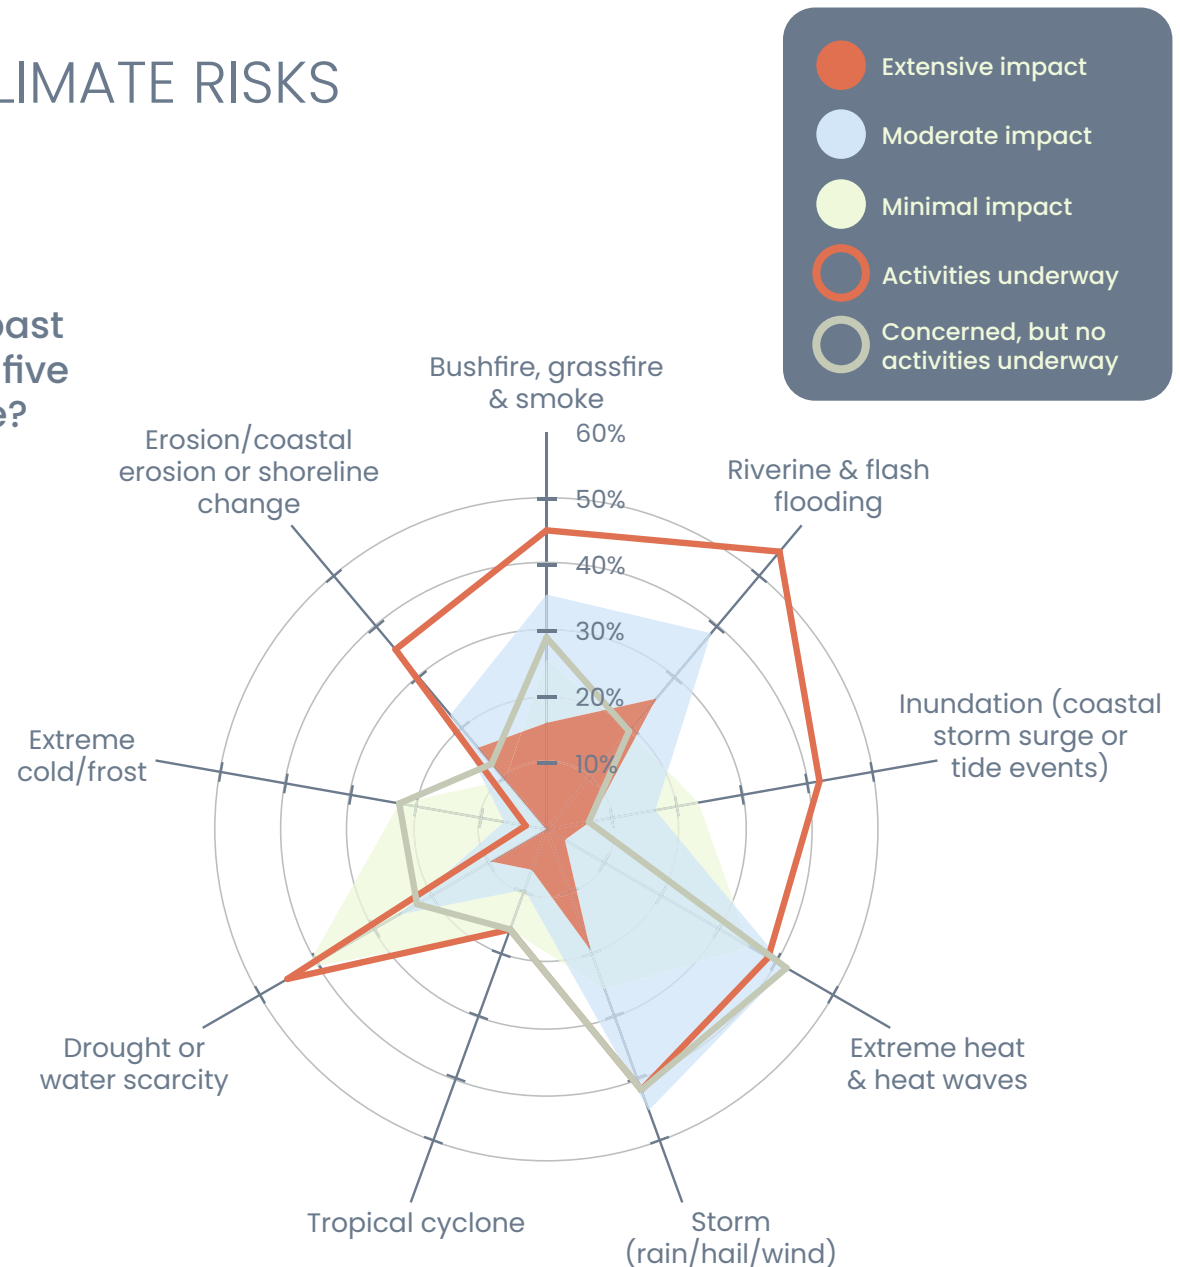 LIMATE RISKS
Extensive impact
Moderate impact
Minimal impact
Activities underway
Concerned, but no
activities underway
past
five
e?
Bushfire, grassfire
& smoke
60%
50%
40%
30%
20%
10%
Riverine & flash
flooding
Inundation (coastal
storm surge or
tide events)
Extreme heat
& heat waves
Storm
(rain/hail/wind)
Tropical cyclone
Drought or
water scarcity
Extreme
cold/frost
Erosion/coastal
erosion or shoreline
change